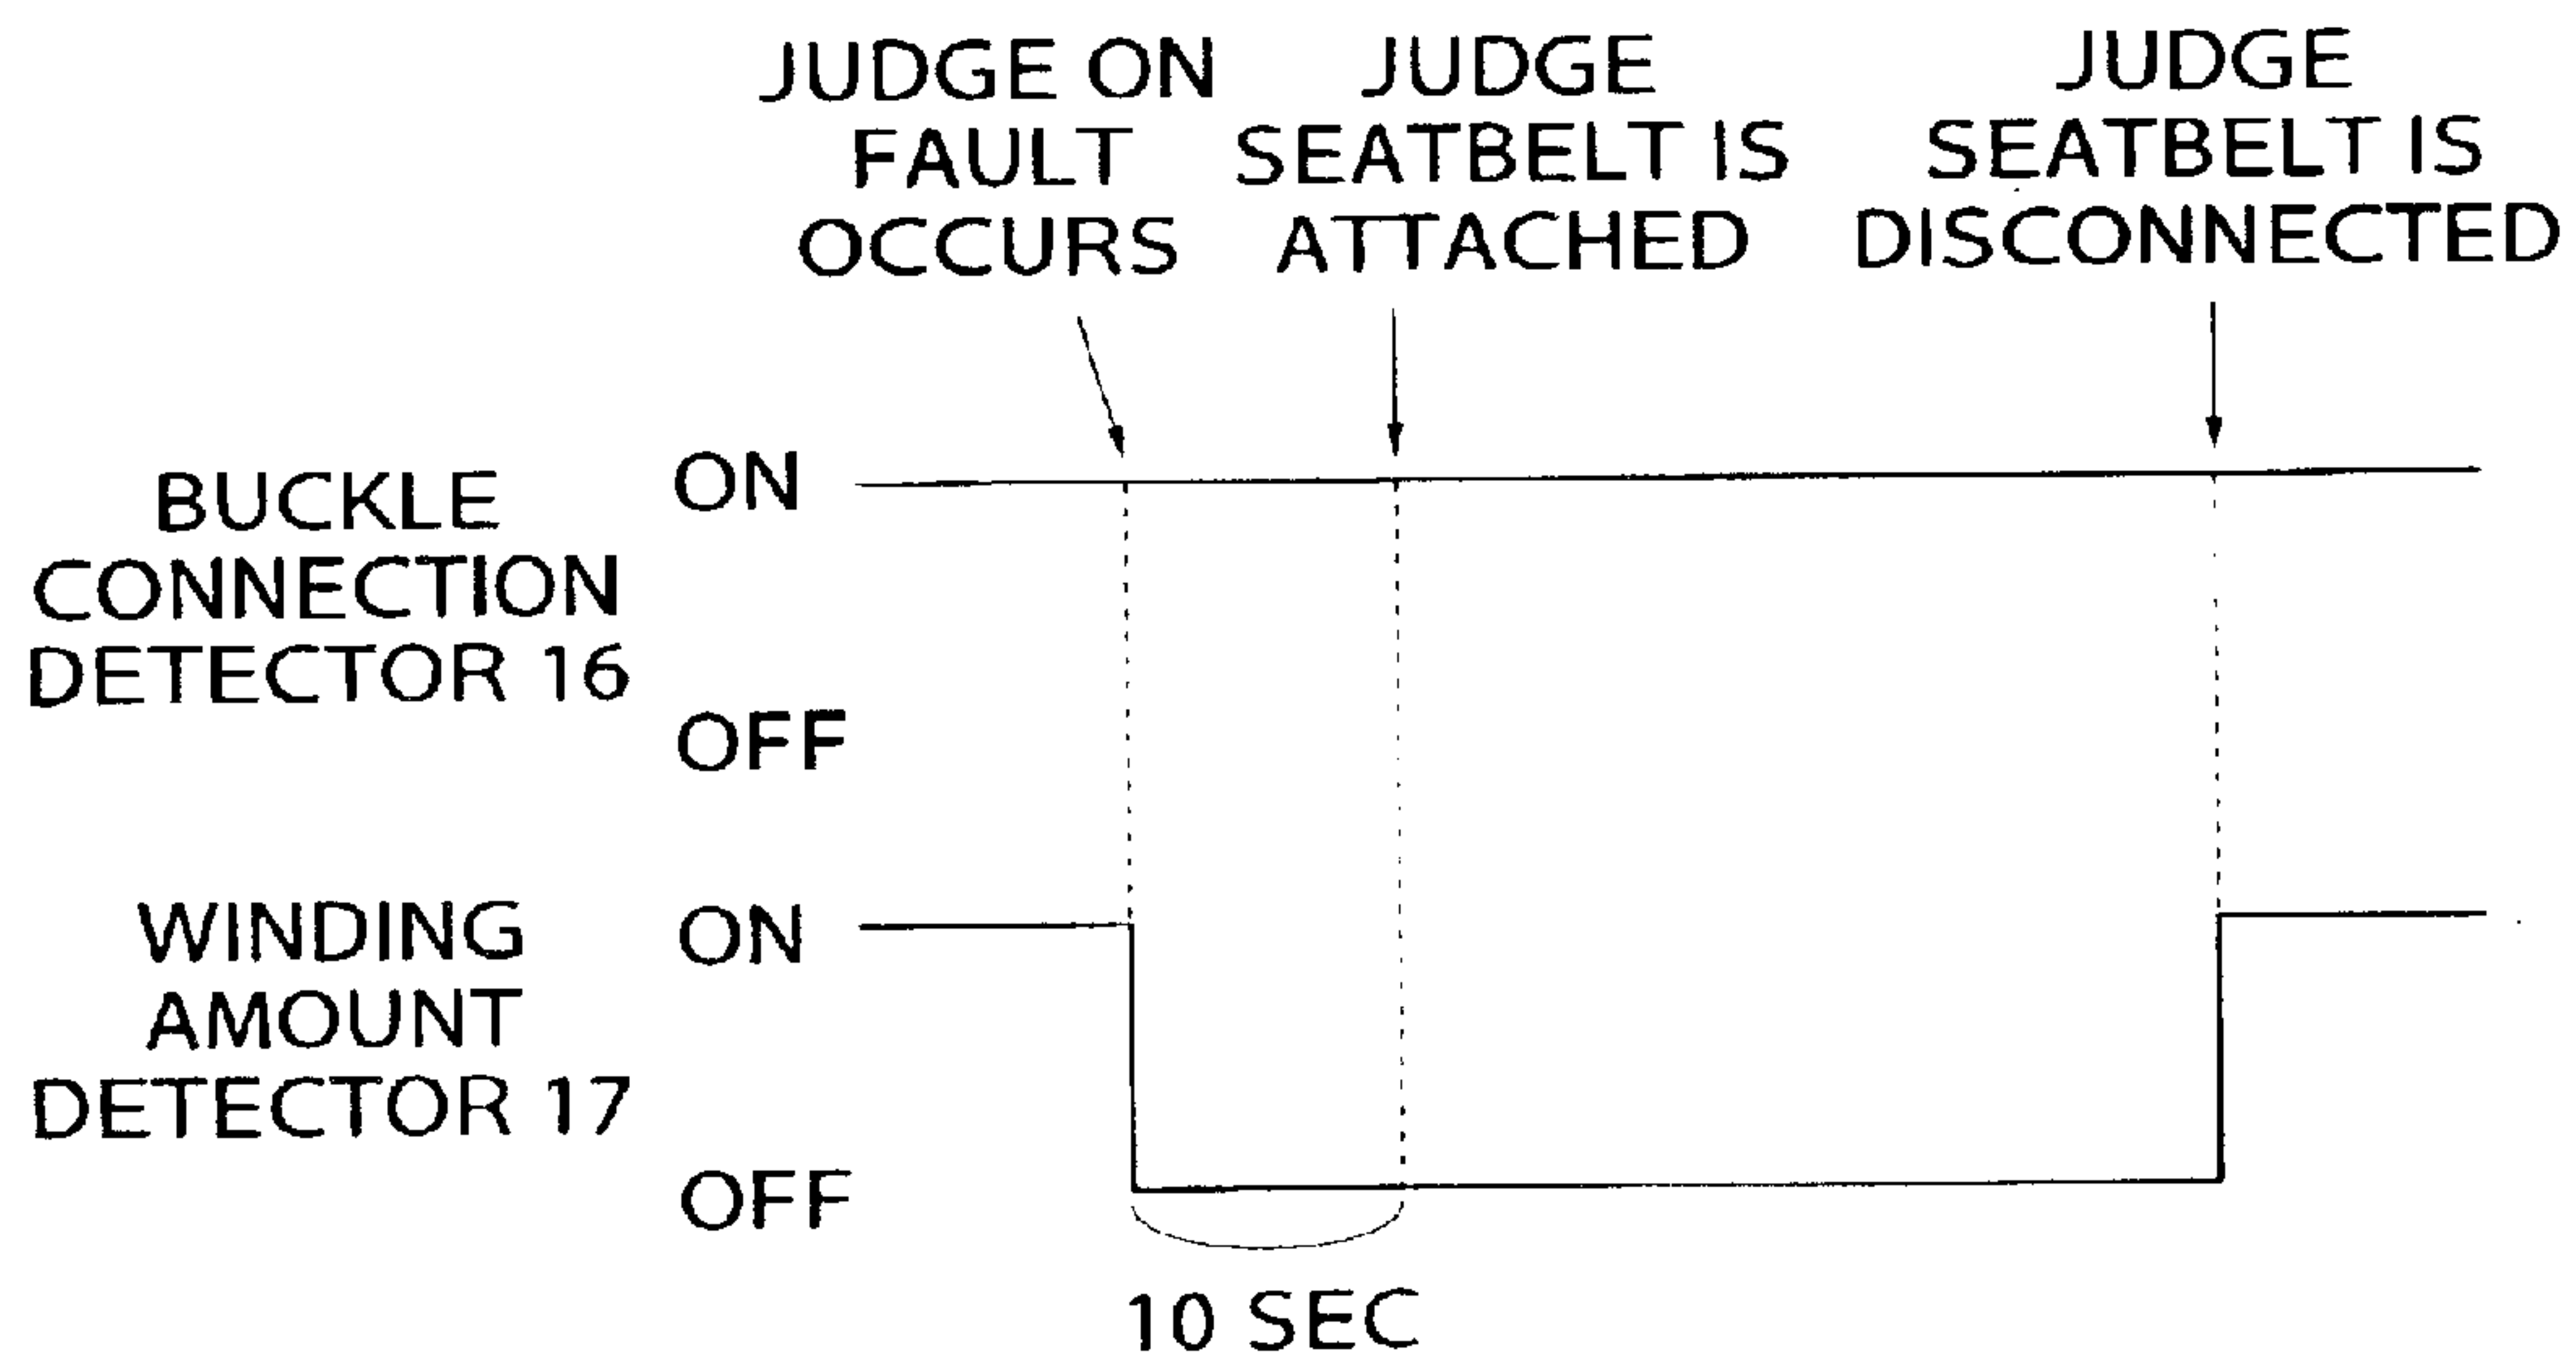 JUDGE ON
FAULT
OCCURS
JUDGE
SEATBELT IS
ATTACHED
JUDGE
SEATBELT IS
DISCONNECTED
BUCKLE
CONNECTION
DETECTOR 16
ON
OFF
WINDING
AMOUNT
DETECTOR 17
ON
OFF
10 SEC